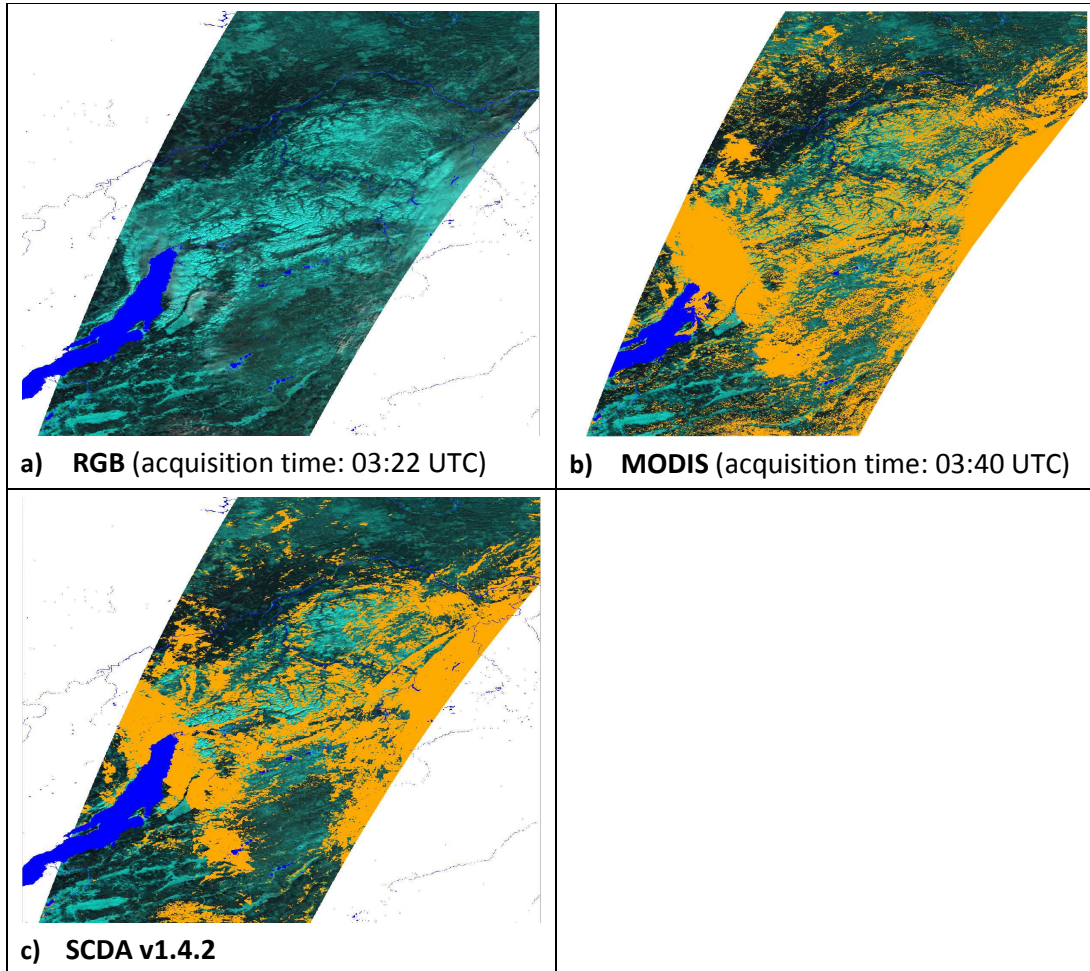 a) RGB (acquisition time: 03:22 UTC)
b) MODIS (acquisition time: 03:40 UTC)
c) SCDA v1.4.2